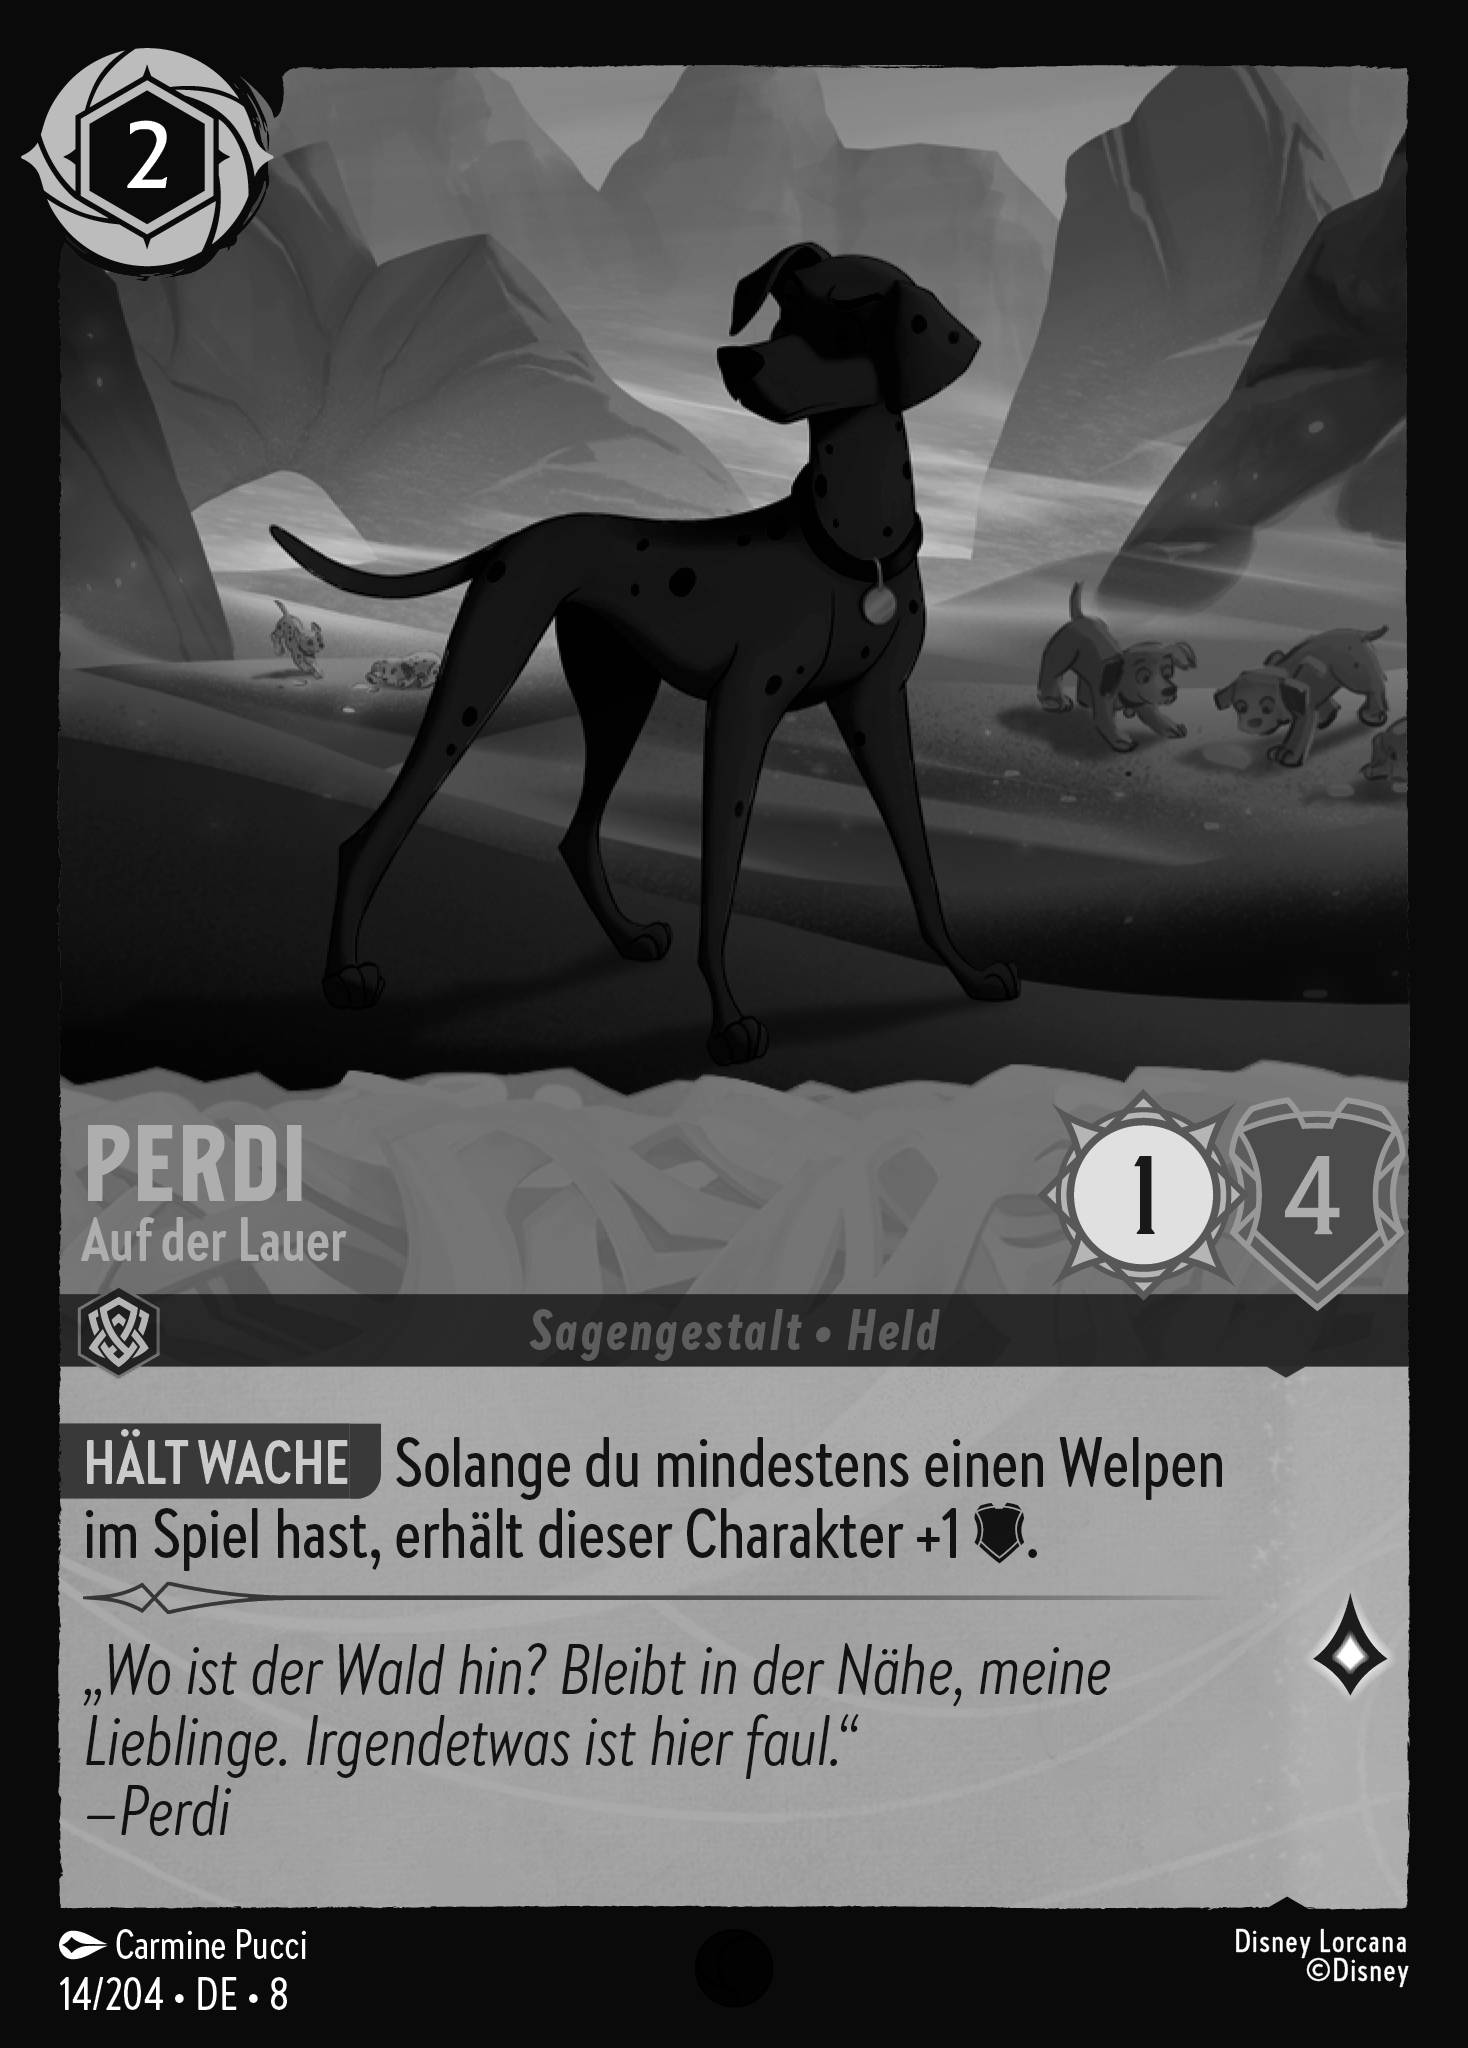 2
PERDI
Auf der Lauer
1
4
Sagengestalt • Held
HÄLT WACHE Solange du mindestens einen Welpen
im Spiel hast, erhält dieser Charakter +1 .
„Wo ist der Wald hin? Bleibt in der Nähe, meine
Lieblinge. Irgendetwas ist hier faul.“
—Perdi
Carmine Pucci
14/204 • DE • 8
Disney Lorcana
©Disney